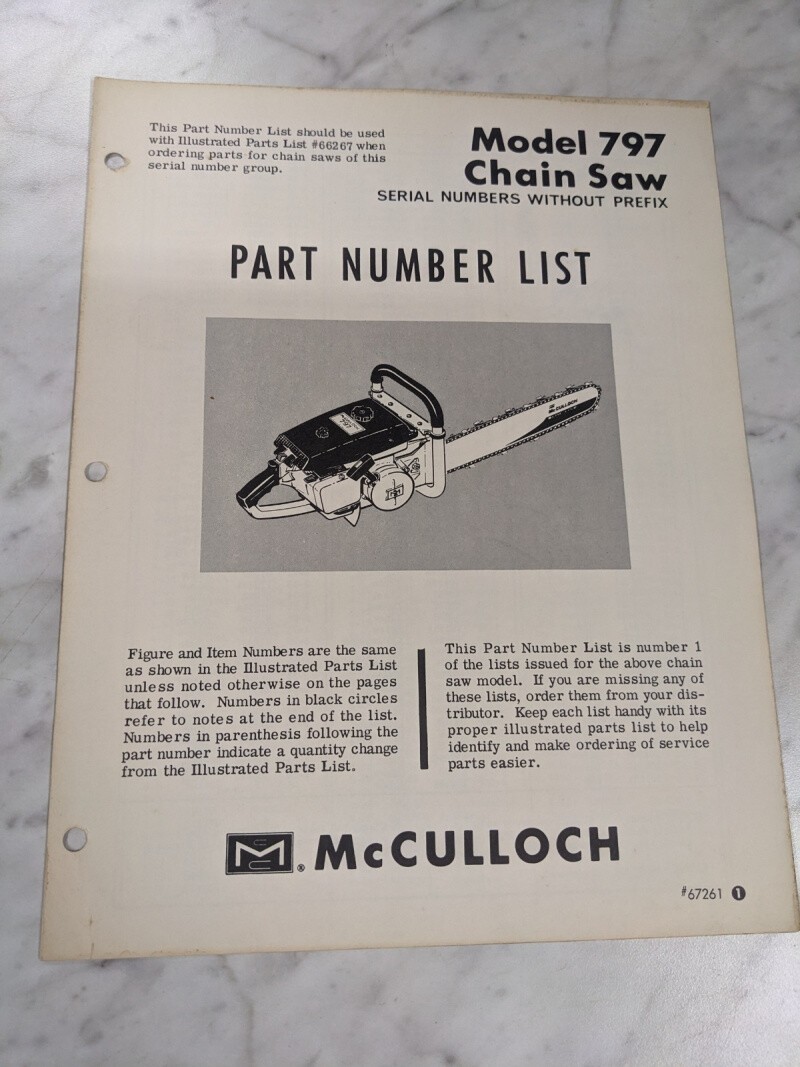 This Part Number List should be used
with Illustrated Parts List #66267 when
ordering parts for chain saws of this
serial number group.
Model 797
Chain Saw
SERIAL NUMBERS WITHOUT PREFIX
PART NUMBER LIST
McCULLOCH
Figure and Item Numbers are the same
as shown in the Illustrated Parts List
unless noted otherwise on the pages
that follow. Numbers in black circles
refer to notes at the end of the list.
Numbers in parenthesis following the
part number indicate a quantity change
from the Illustrated Parts List.
This Part Number List is number 1
of the lists issued for the above chain
saw model. If you are missing any of
these lists, order them from your dis-
tributor. Keep each list handy with its
proper illustrated parts list to help
identify and make ordering of service
parts easier.
M ®. McCULLOCH
#67261 1